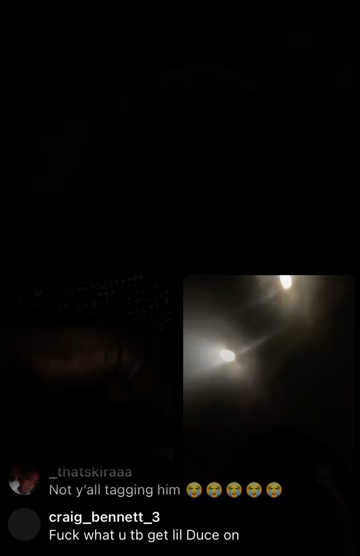 _thatskiraaa
Not y'all tagging him 😭😭😭😭😭
craig_bennett_3
Fuck what u tb get lil Duce on